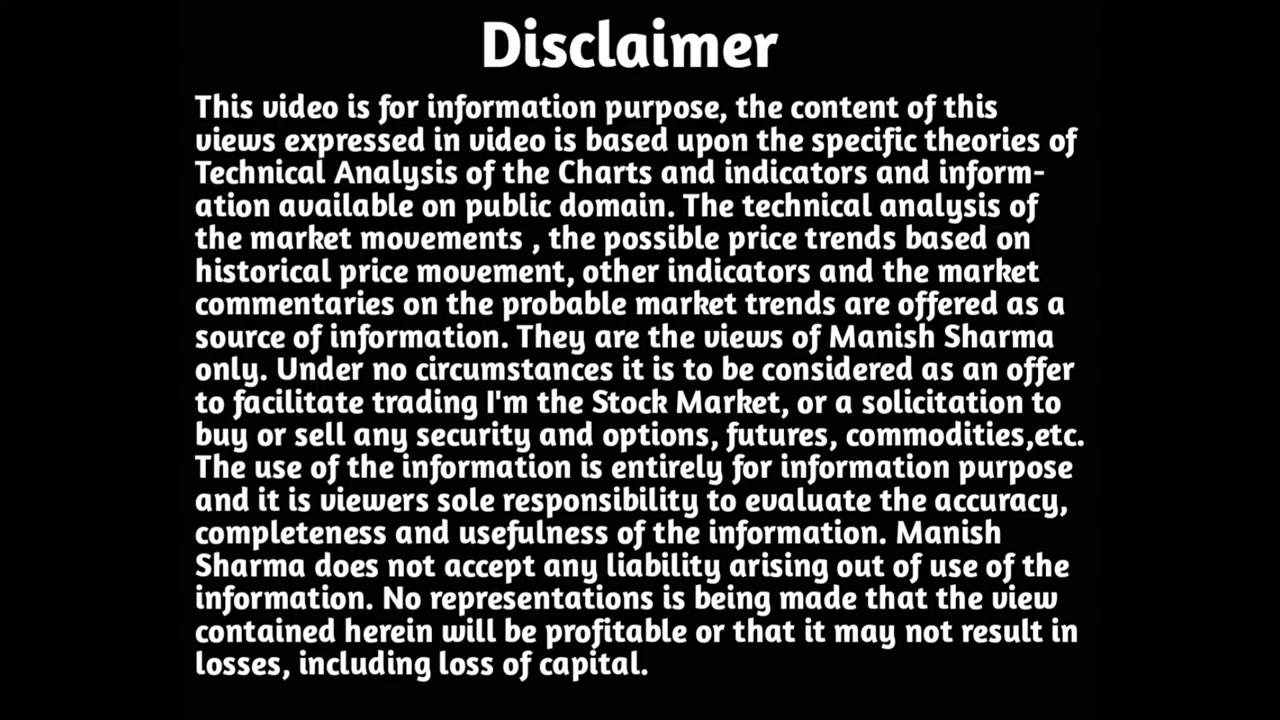 Disclaimer
This video is for information purpose, the content of this
views expressed in video is based upon the specific theories of
Technical Analysis of the Charts and indicators and inform-
ation available on public domain. The technical analysis of
the market movements , the possible price trends based on
historical price movement, other indicators and the market
commentaries on the probable market trends are offered as a
source of information. They are the views of Manish Sharma
only. Under no circumstances it is to be considered as an offer
to facilitate trading I'm the Stock Market, or a solicitation to
buy or sell any security and options, futures, commodities,etc.
The use of the information is entirely for information purpose
and it is viewers sole responsibility to evaluate the accuracy,
completeness and usefulness of the information. Manish
Sharma does not accept any liability arising out of use of the
information. No representations is being made that the view
contained herein will be profitable or that it may not result in
losses, including loss of capital.